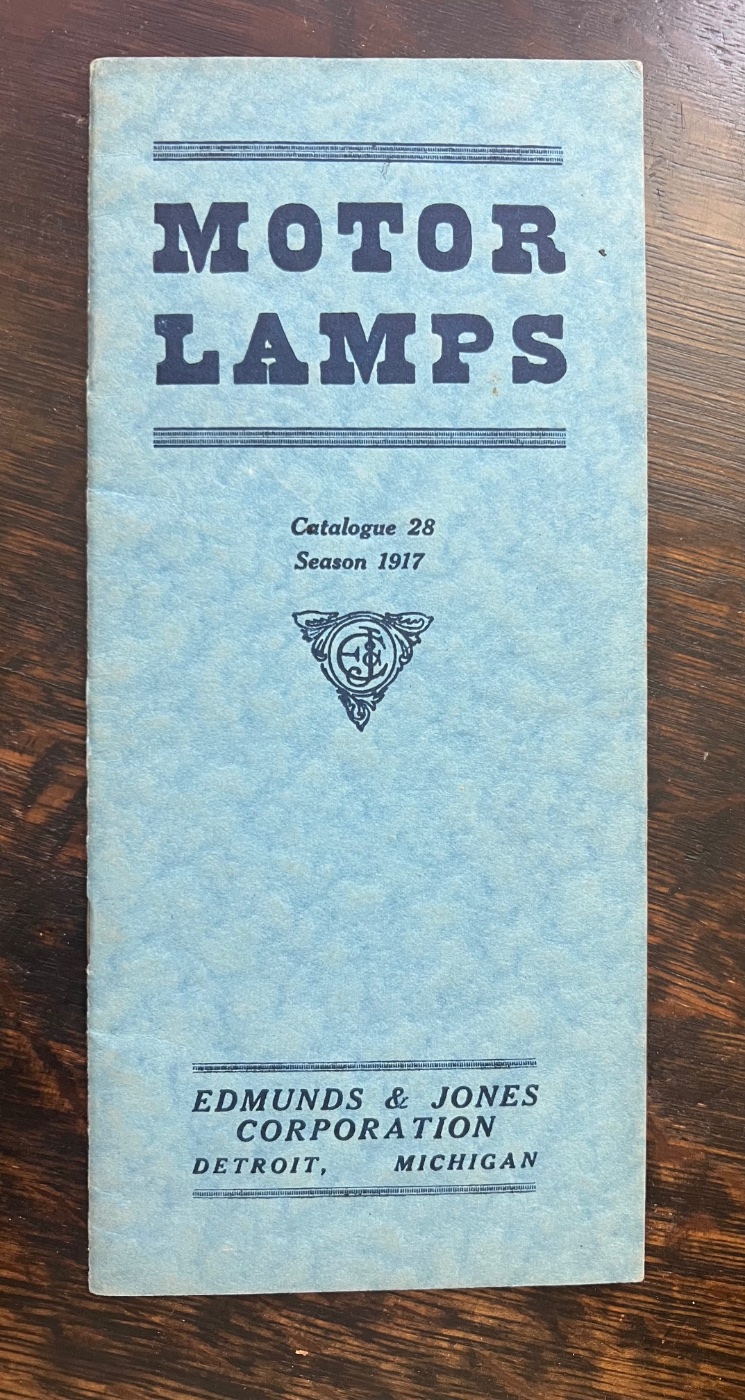 MOTOR
LAMPS
Catalogue 28
Season 1917
EDMUNDS & JONES
CORPORATION
DETROIT, MICHIGAN